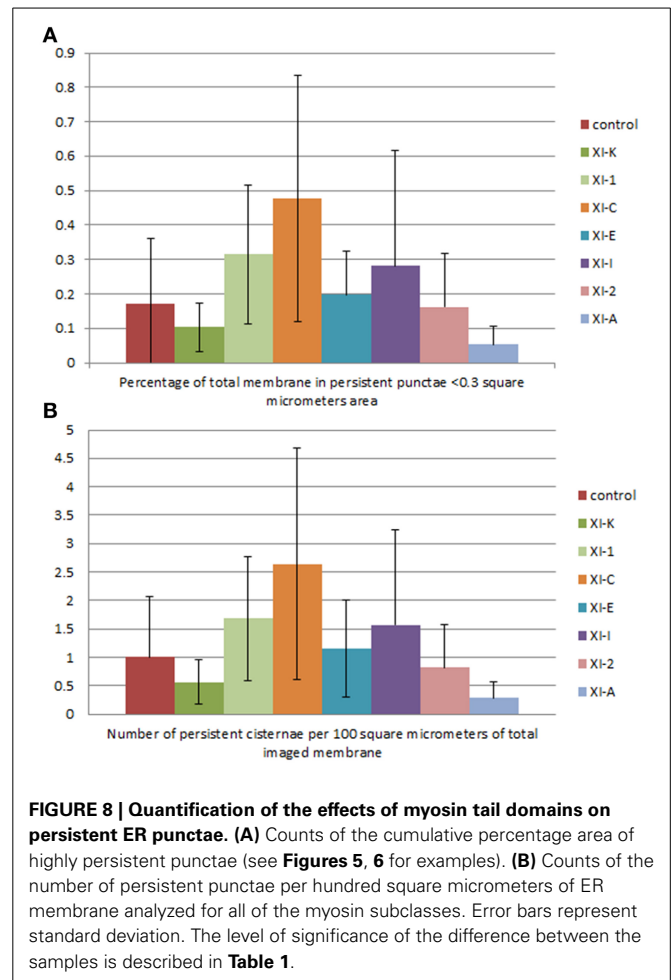 A
0.9
0.8
0.7
0.6
0.5
0.4
0.3
0.2
0.1
0
control
XI-K
XI-1
XI-C
XI-E
XI-I
XI-2
XI-A
Percentage of total membrane in persistent punctae <0.3 square
micrometers area
B
5
4.5
4
3.5
3
2.5
2
1.5
1
0.5
0
control
XI-K
XI-1
XI-C
XI-E
XI-I
XI-2
XI-A
Number of persistent cisternae per 100 square micrometers of total
imaged membrane
FIGURE 8 | Quantification of the effects of myosin tail domains on
persistent ER punctae. (A) Counts of the cumulative percentage area of
highly persistent punctae (see Figures 5, 6 for examples). (B) Counts of the
number of persistent punctae per hundred square micrometers of ER
membrane analyzed for all of the myosin subclasses. Error bars represent
standard deviation. The level of significance of the difference between the
samples is described in Table 1.